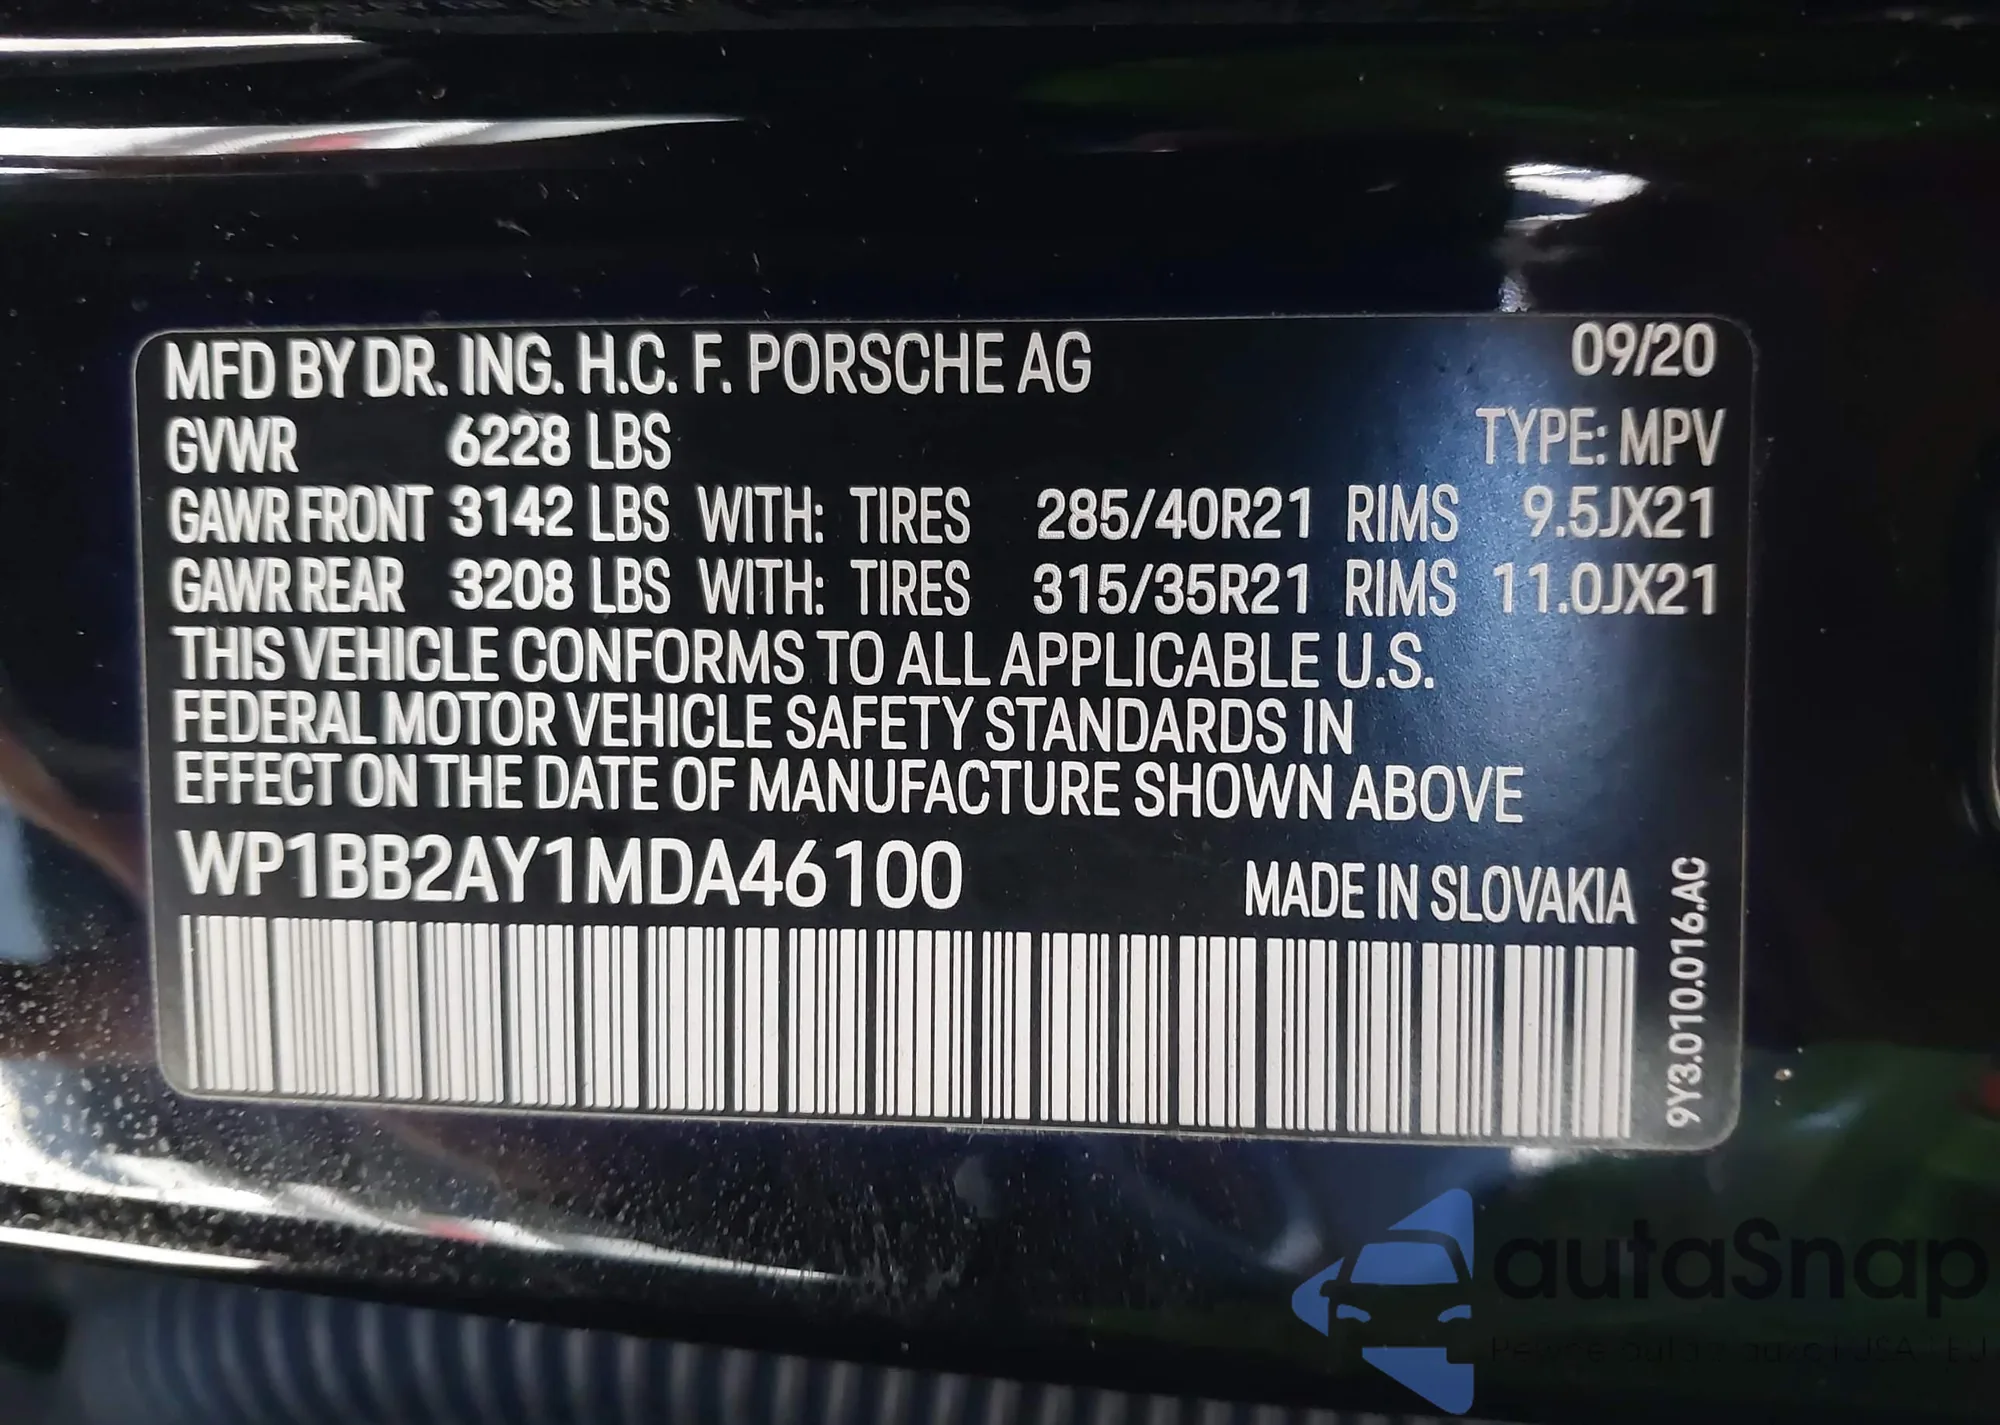 MFD BY DR. ING. H.C. F. PORSCHE AG 09/20
GVWR 6228 LBS TYPE: MPV
GAWR FRONT 3142 LBS WITH: TIRES 285/40R21 RIMS 9.5JX21
GAWR REAR 3208 LBS WITH: TIRES 315/35R21 RIMS 11.0JX21
THIS VEHICLE CONFORMS TO ALL APPLICABLE U.S.
FEDERAL MOTOR VEHICLE SAFETY STANDARDS IN
EFFECT ON THE DATE OF MANUFACTURE SHOWN ABOVE
WP1BB2AY1MDA46100 MADE IN SLOVAKIA
9Y3.010.016.AC
autaSnap